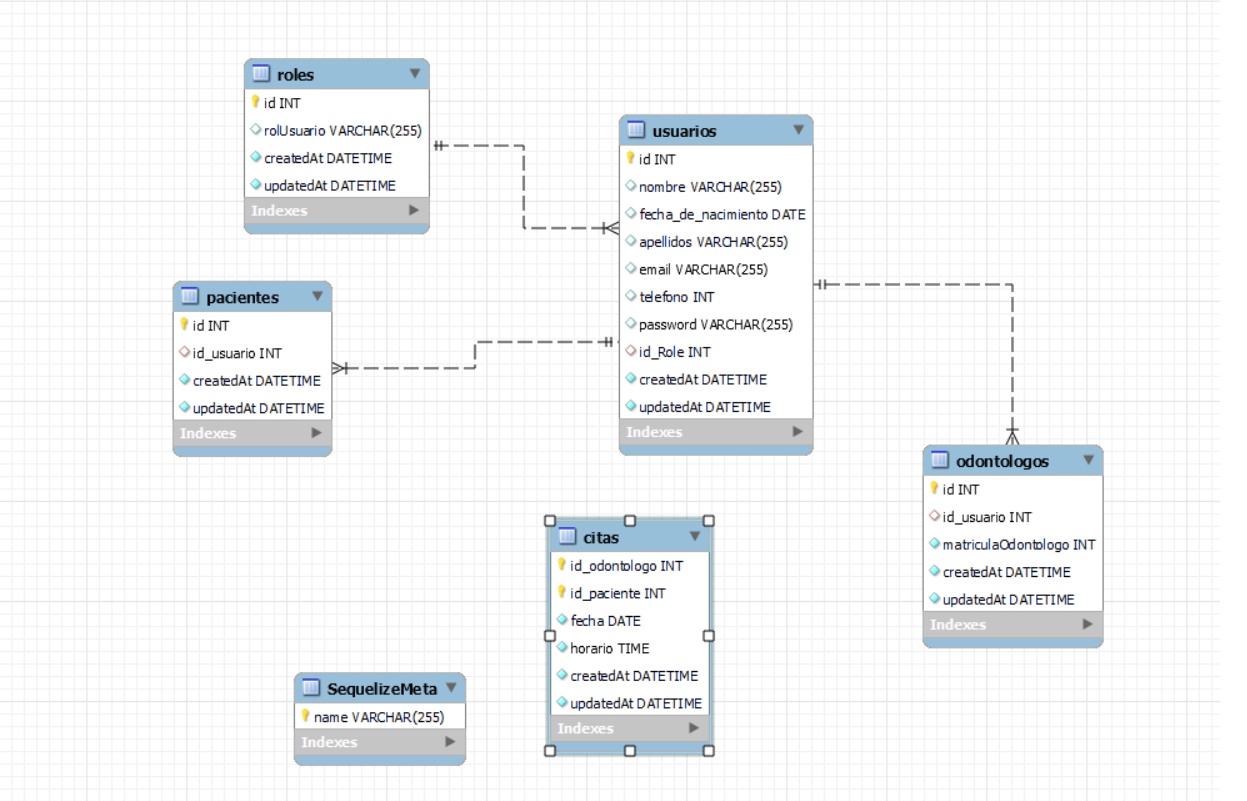 roles
id INT
rolUsuario VARCHAR(255)
createdAt DATETIME
updatedAt DATETIME
Indexes
usuarios
id INT
nombre VARCHAR(255)
fecha_de_nacimiento DATE
apellidos VARCHAR(255)
email VARCHAR(255)
telefono INT
password VARCHAR(255)
id_Role INT
createdAt DATETIME
updatedAt DATETIME
Indexes
pacientes
id INT
id_usuario INT
createdAt DATETIME
updatedAt DATETIME
Indexes
odontologos
id INT
id_usuario INT
matriculaOdontologo INT
createdAt DATETIME
updatedAt DATETIME
Indexes
citas
id_odontologo INT
id_paciente INT
fecha DATE
horario TIME
createdAt DATETIME
updatedAt DATETIME
Indexes
SequelizeMeta
name VARCHAR(255)
Indexes